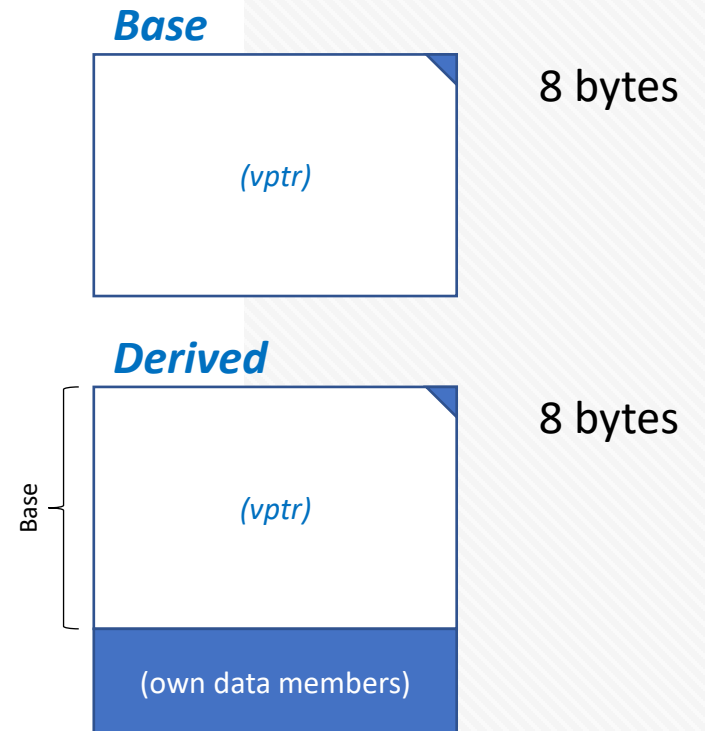 Base
8 bytes
(vptr)
Derived
8 bytes
Base
(vptr)
(own data members)